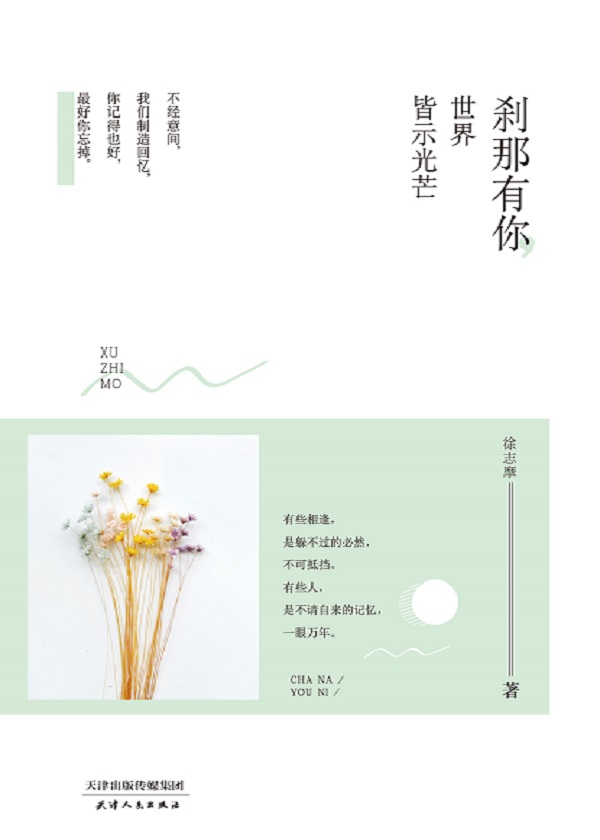 刹那有你,
世界
皆示光芒
不经意间,
我们制造回忆,
你记得也好,
最好你忘掉。
XU
ZHI
MO
徐志摩
著
有些相逢,
是躲不过的必然,
不可抵挡。
有些人,
是不请自来的记忆,
一眼万年。
CHA NA /
YOU NI /
天津出版传媒集团
天津人民出版社